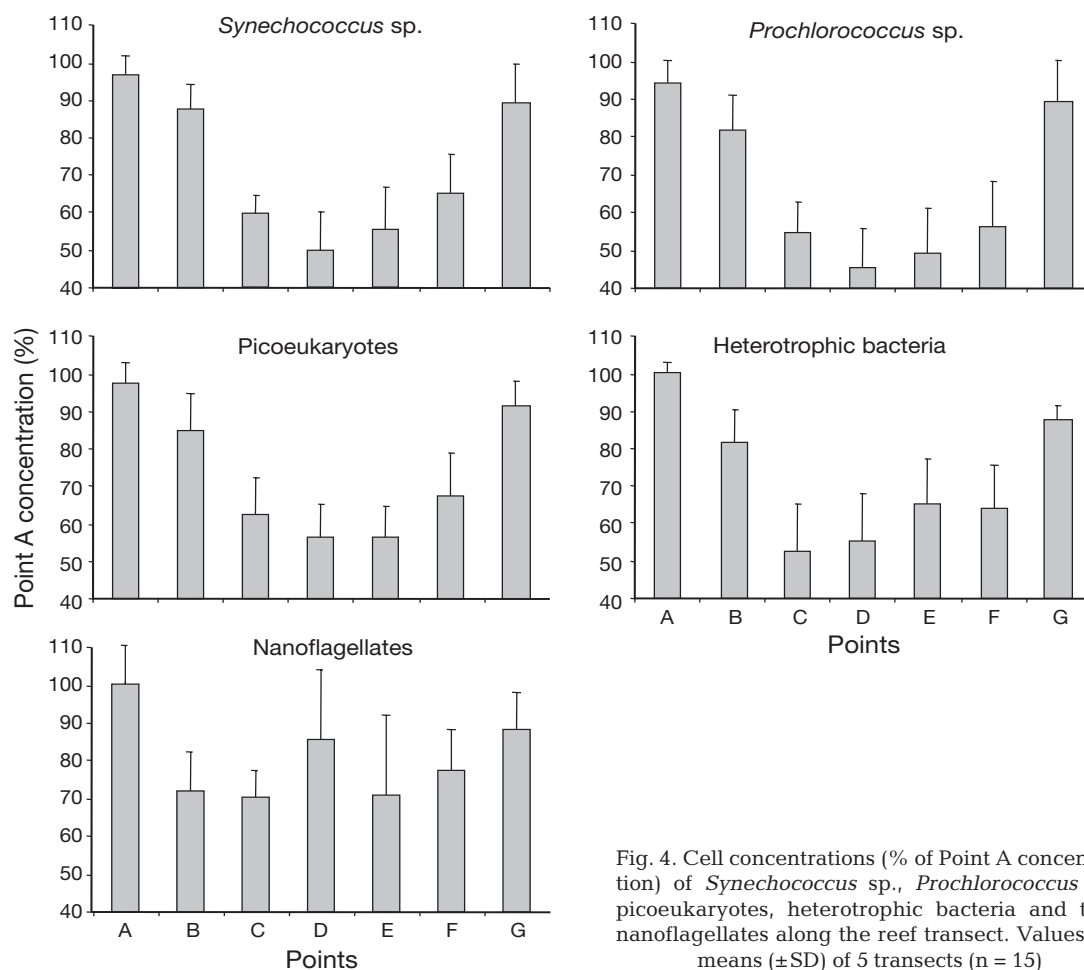 Synechococcus sp.
110
100
90
80
70
60
50
40
Prochlorococcus sp.
110
100
90
80
70
60
50
40
Point A concentration (%)
Picoeukaryotes
110
100
90
80
70
60
50
40
Heterotrophic bacteria
110
100
90
80
70
60
50
40
A B C D E F G
Points
Nanoflagellates
110
100
90
80
70
60
50
40
A B C D E F G
Points
Fig. 4. Cell concentrations (% of Point A concen
tion) of Synechococcus sp., Prochlorococcus
picoeukaryotes, heterotrophic bacteria and t
nanoflagellates along the reef transect. Values
means (±SD) of 5 transects (n = 15)